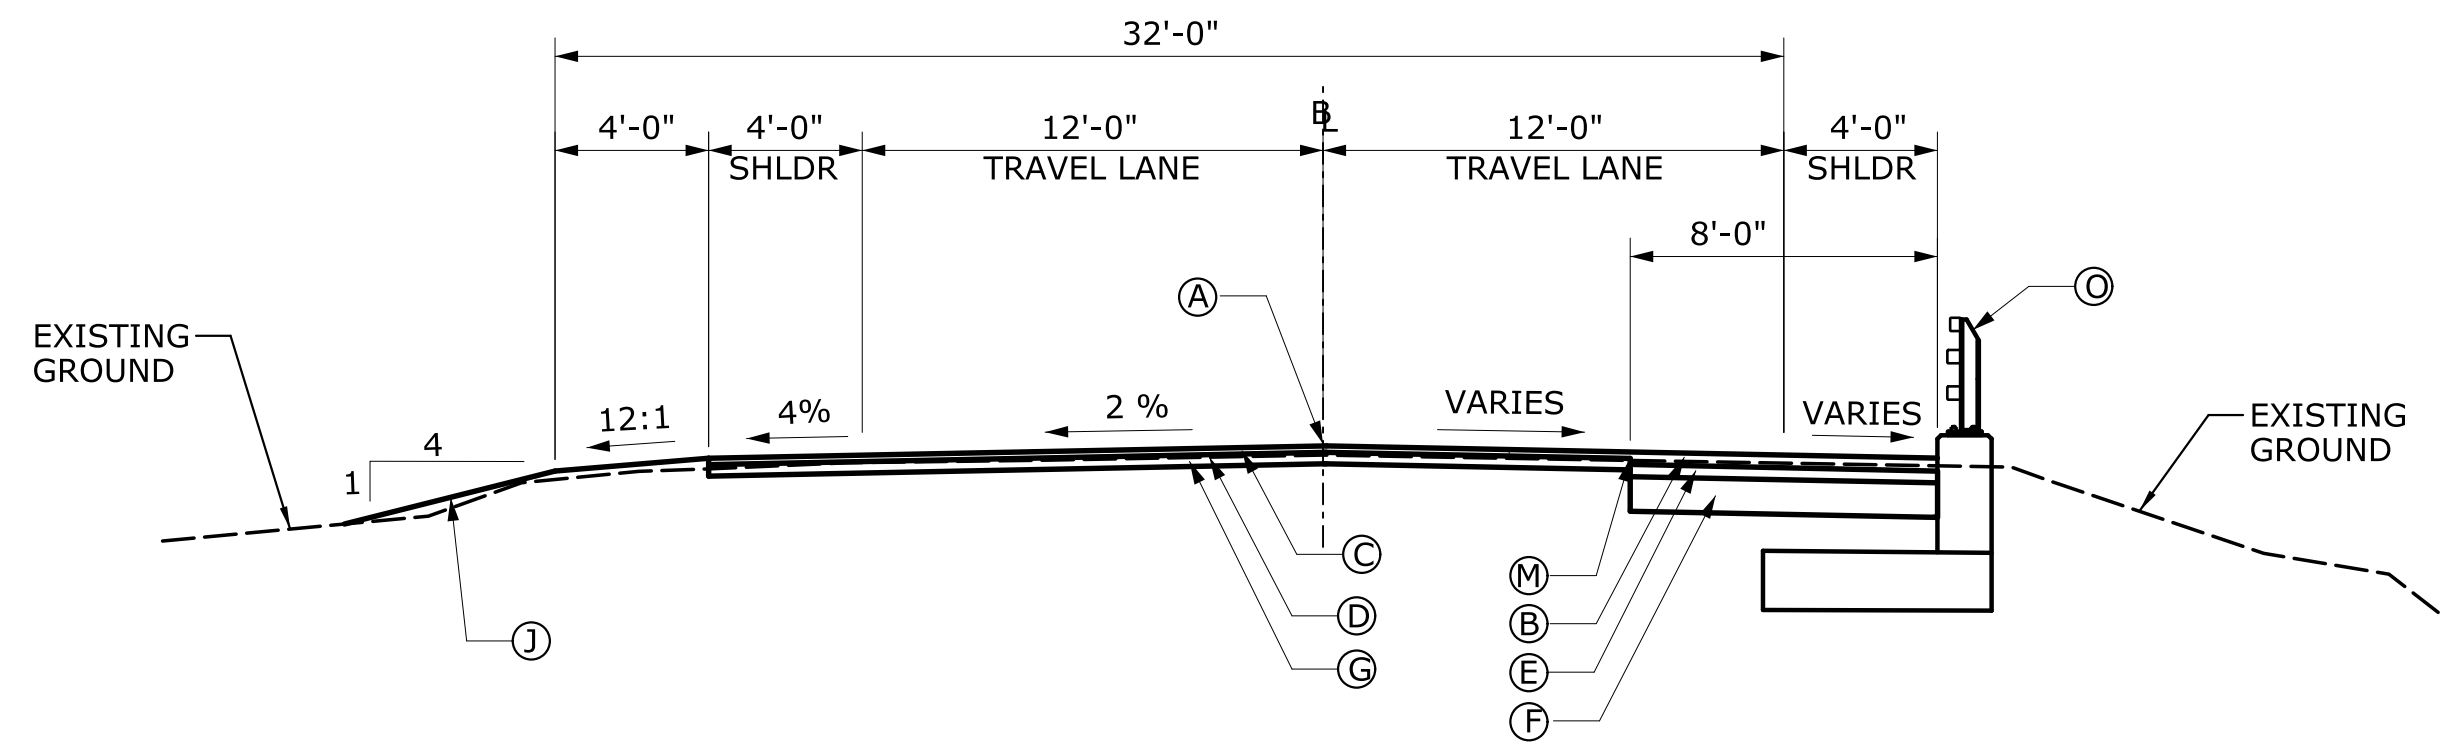 32'-0"
4'-0"
4'-0"
SHLDR
12'-0"
TRAVEL LANE
BL
12'-0"
TRAVEL LANE
4'-0"
SHLDR
8'-0"
A
O
EXISTING
GROUND
4
1
12:1
4%
2 %
VARIES
VARIES
EXISTING
GROUND
C
M
D
B
J
G
E
F